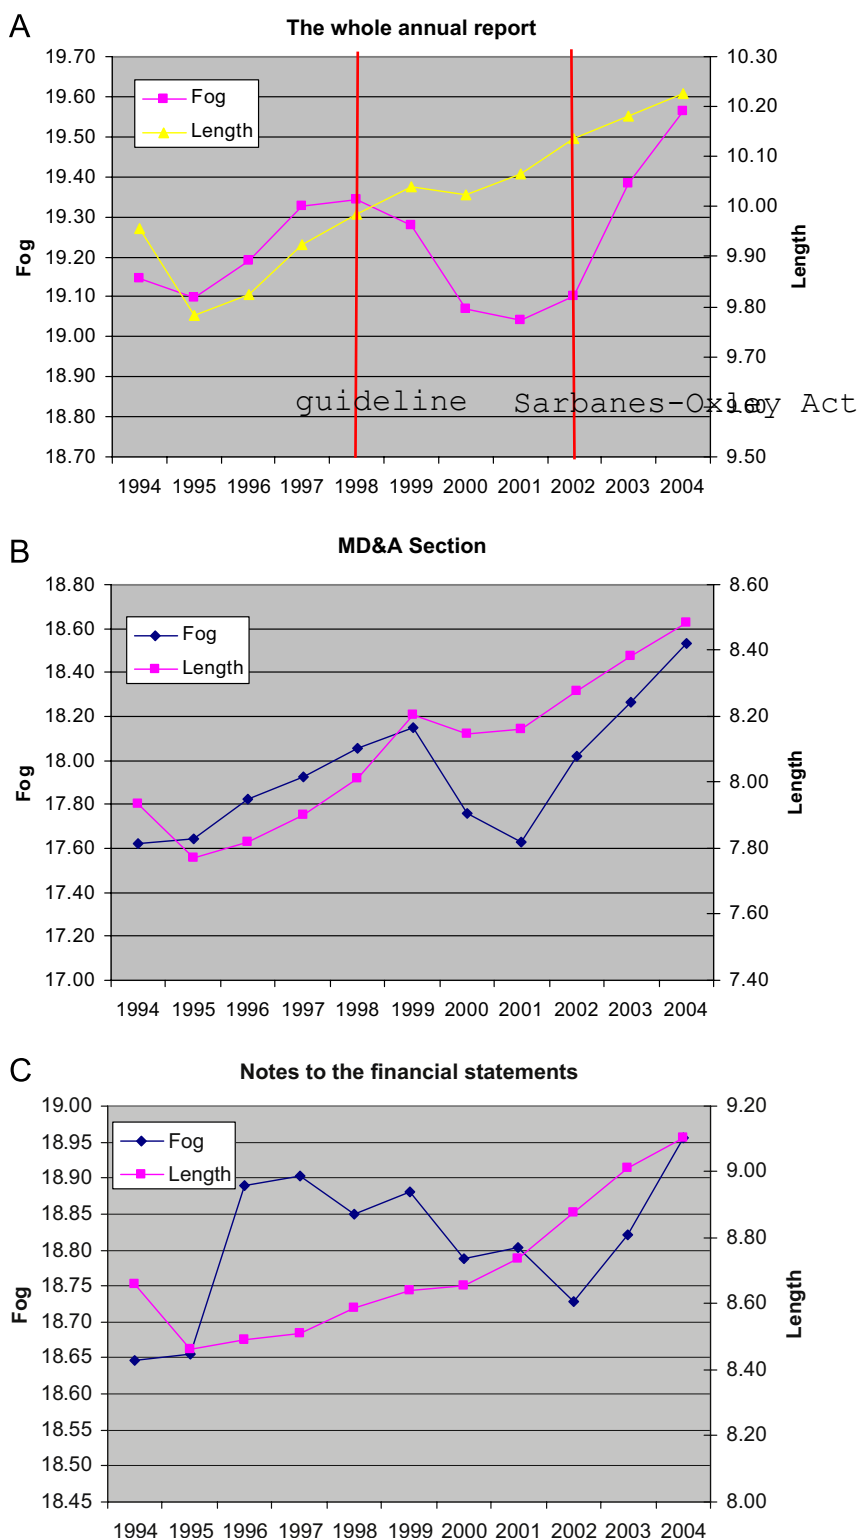 A
The whole annual report
19.70
19.60
19.50
19.40
19.30
19.20
19.10
19.00
18.90
18.80
18.70
Fog
Fog
Length
10.30
10.20
10.10
10.00
9.90
9.80
9.70
9.60
9.50
Length
guideline
Sarbanes-Oxley Act
1994 1995 1996 1997 1998 1999 2000 2001 2002 2003 2004
B
MD&A Section
18.80
18.60
18.40
18.20
18.00
17.80
17.60
17.40
17.20
17.00
Fog
Fog
Length
8.60
8.40
8.20
8.00
7.80
7.60
7.40
Length
1994 1995 1996 1997 1998 1999 2000 2001 2002 2003 2004
C
Notes to the financial statements
19.00
18.95
18.90
18.85
18.80
18.75
18.70
18.65
18.60
18.55
18.50
18.45
Fog
Fog
Length
9.20
9.00
8.80
8.60
8.40
8.20
8.00
Length
1994 1995 1996 1997 1998 1999 2000 2001 2002 2003 2004